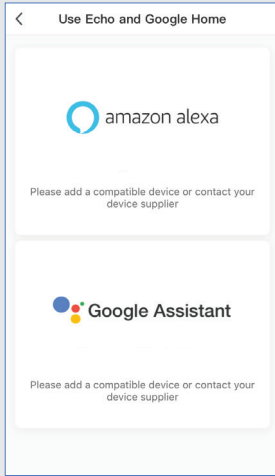 Use Echo and Google Home
amazon alexa
Please add a compatible device or contact your
device supplier
Google Assistant
Please add a compatible device or contact your
device supplier